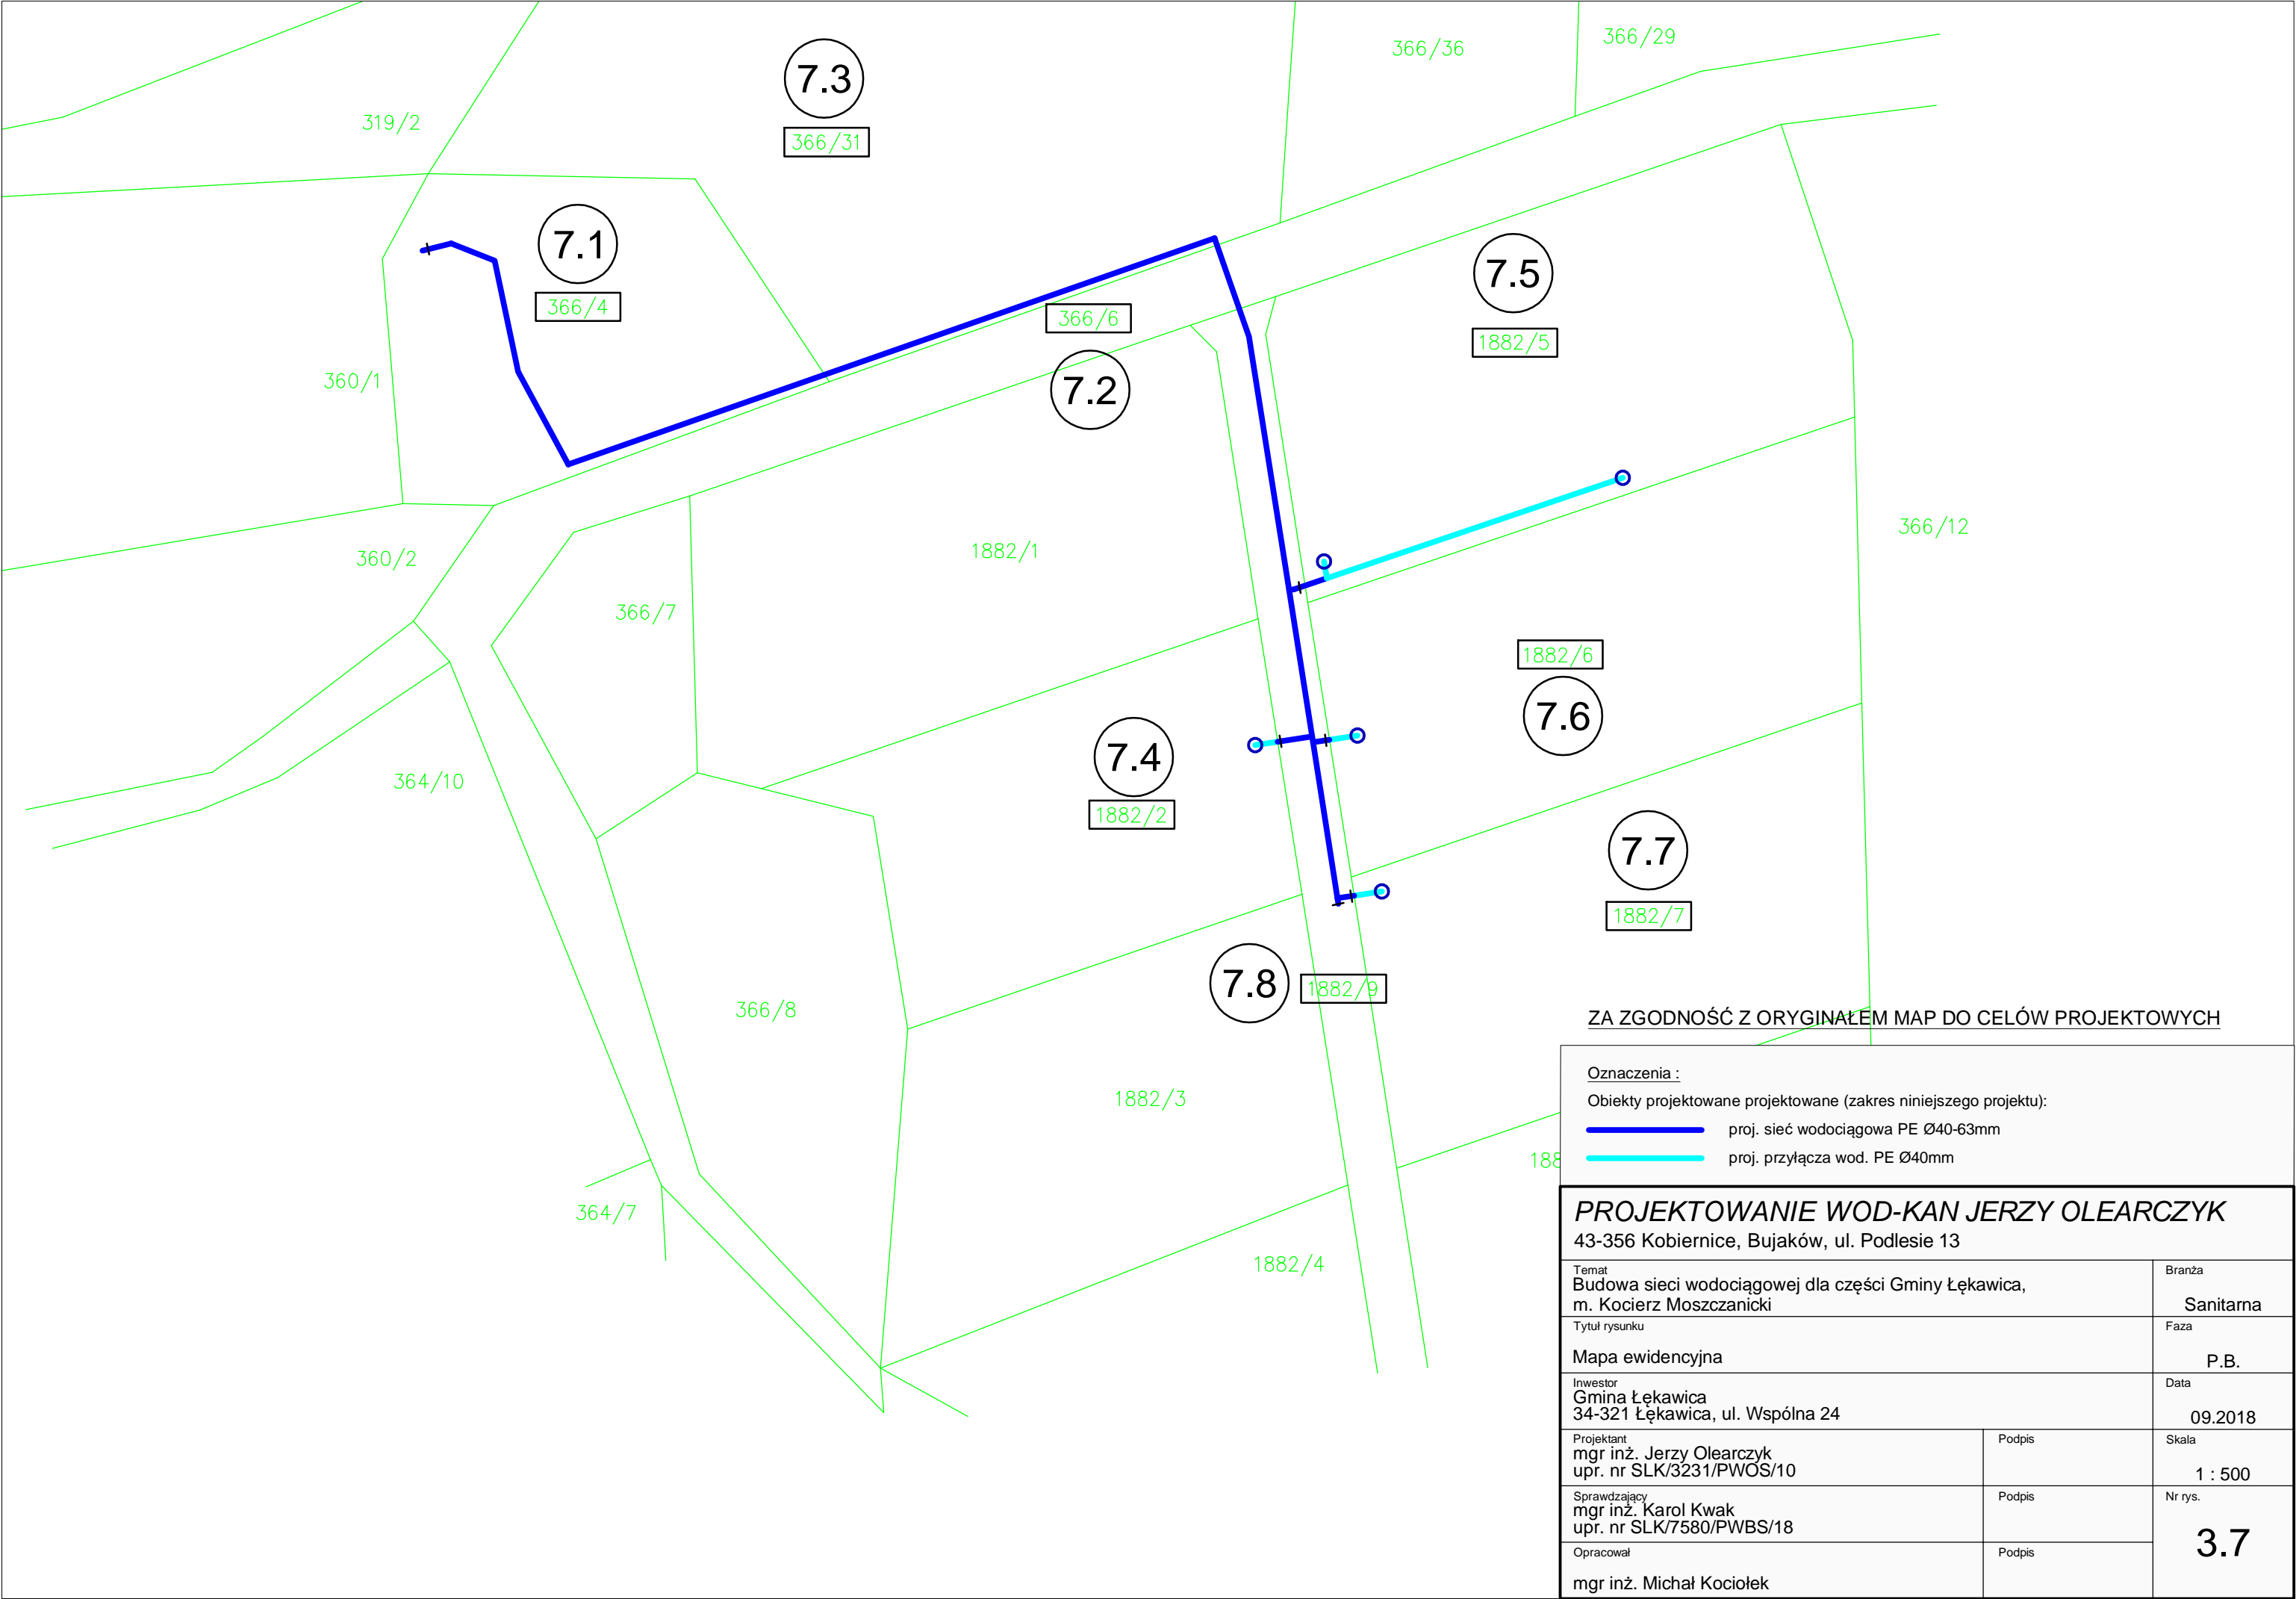 366/29
366/36
7.3
319/2
366/31
7.1
7.5
366/4
366/6
1882/5
360/1
7.2
366/12
1882/1
360/2
366/7
1882/6
7.6
7.4
364/10
1882/2
7.7
1882/7
7.8
1882/9
366/8
ZA ZGODNOŚĆ Z ORYGINAŁEM MAP DO CELÓW PROJEKTOWYCH
1882/3
Oznaczenia :
Obiekty projektowane projektowane (zakres niniejszego projektu):
proj. sieć wodociągowa PE Ø40-63mm
proj. przyłącza wod. PE Ø40mm
188
364/7
1882/4
PROJEKTOWANIE WOD-KAN JERZY OLEARCZYK
43-356 Kobiernice, Bujaków, ul. Podlesie 13
Temat
Budowa sieci wodociągowej dla części Gminy Łękawica,
m. Kocierz Moszczanicki
Branża
Sanitarna
Tytuł rysunku
Mapa ewidencyjna
Faza
P.B.
Inwestor
Gmina Łękawica
34-321 Łękawica, ul. Wspólna 24
Data
09.2018
Projektant
mgr inż. Jerzy Olearczyk
upr. nr SLK/3231/PWOS/10
Podpis
Skala
1 : 500
Sprawdzający
mgr inż. Karol Kwak
upr. nr SLK/7580/PWBS/18
Podpis
Nr rys.
3.7
Opracował
mgr inż. Michał Kociołek
Podpis